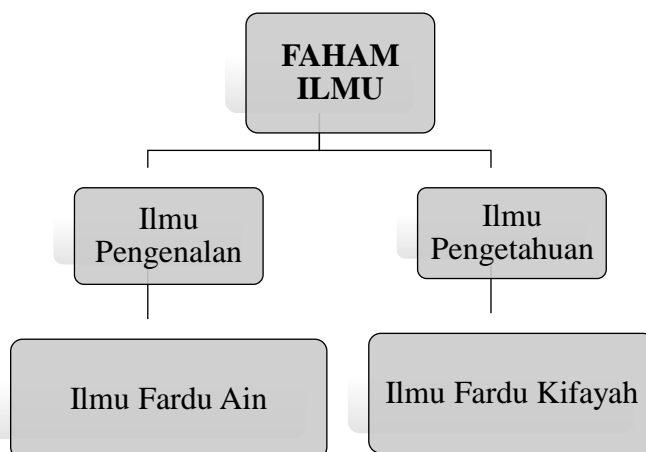 FAHAM
ILMU
Ilmu
Pengenalan
Ilmu
Pengetahuan
Ilmu Fardu Ain
Ilmu Fardu Kifayah